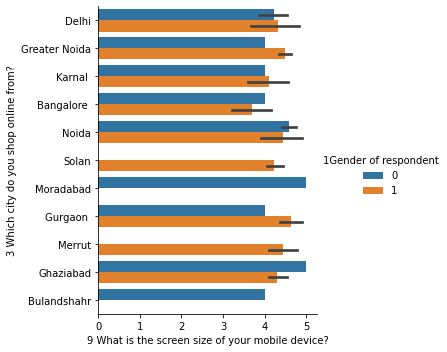 Delhi
Greater Noida
Karnal
Bangalore
Noida
Solan
Moradabad
Gurgaon
Merrut
Ghaziabad
Bulandshahr
3 Which city do you shop online from?
0 1 2 3 4 5
9 What is the screen size of your mobile device?
1Gender of respondent
0
1